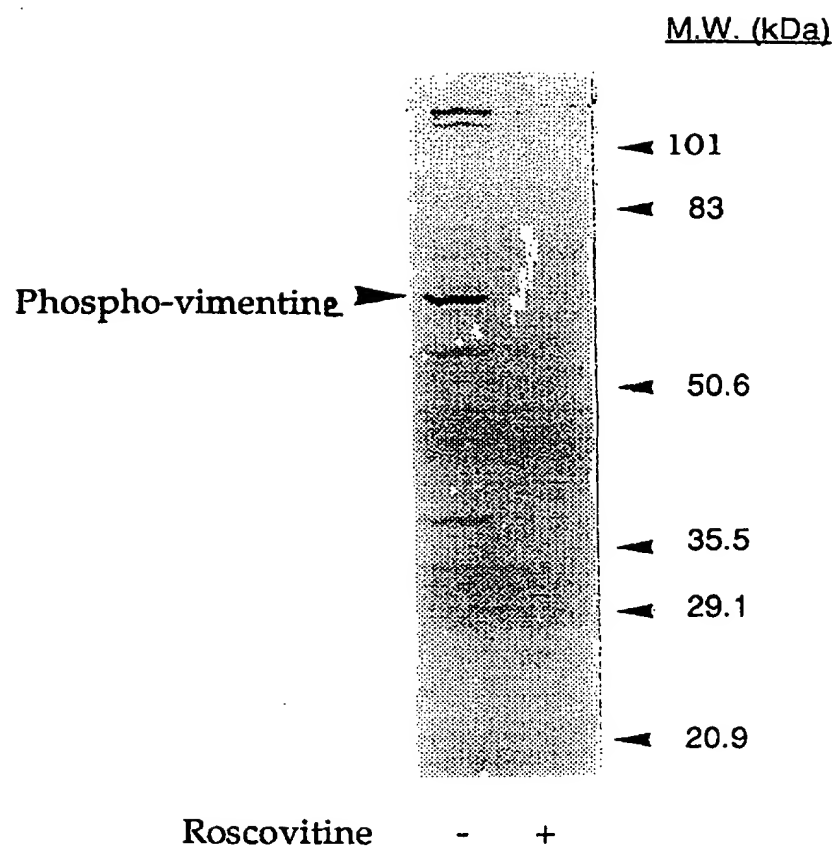 M.W. (kDa)
101
83
Phospho-vimentine
50.6
35.5
29.1
20.9
Roscovitine - +